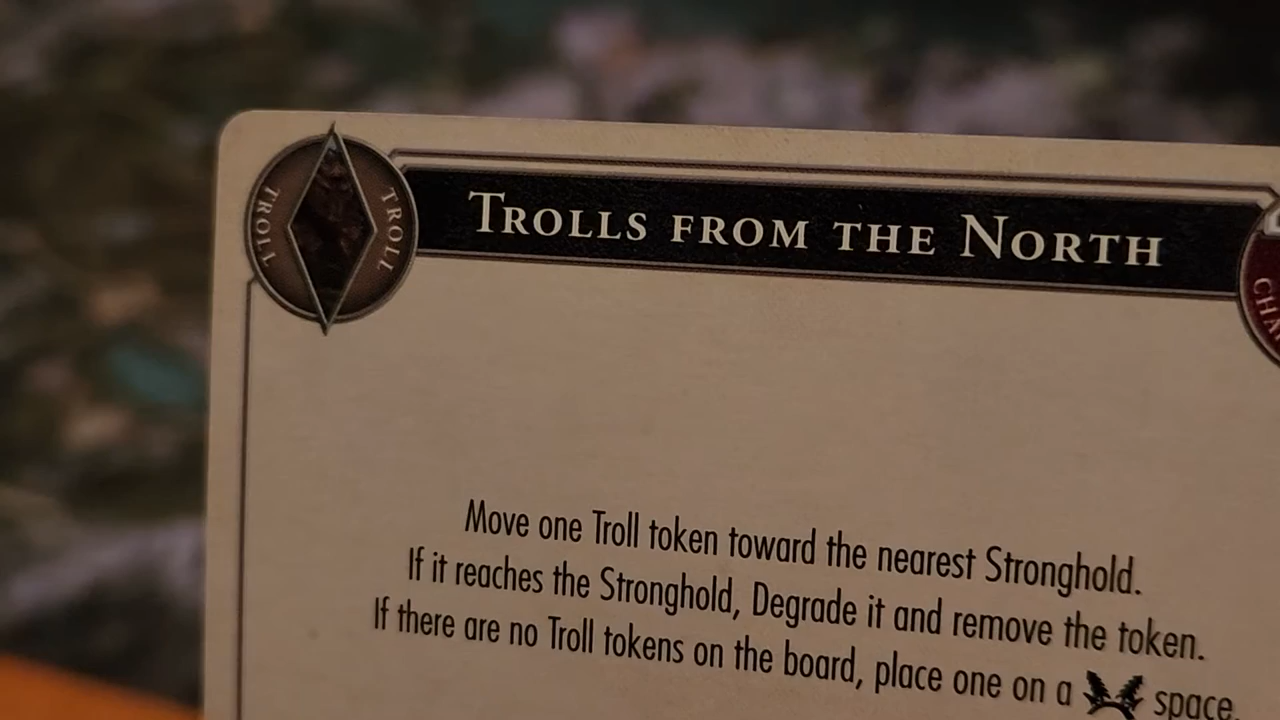 TROLL TROLL
TROLLS FROM THE NORTH
CHA
Move one Troll token toward the nearest Stronghold.
If it reaches the Stronghold, Degrade it and remove the token.
If there are no Troll tokens on the board, place one on a space.